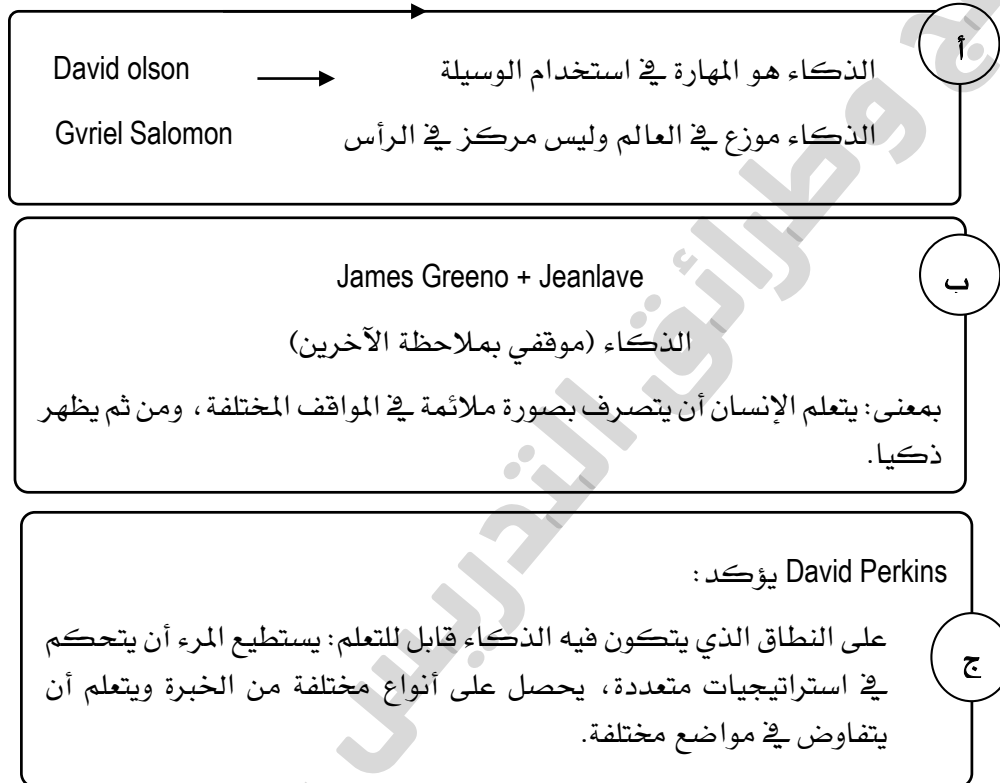 أ
الذكاء هو المهارة في استخدام الوسيلة David olson
الذكاء موزع في العالم وليس مركز في الرأس Gvriel Salomon
ب
James Greeno + Jeanlave
الذكاء (موقفي بملاحظة الآخرين)
بمعنى: يتعلم الإنسان أن يتصرف بصورة ملائمة في المواقف المختلفة، ومن ثم يظهر
ذكيا.
David Perkins يؤكد:
ج
على النطاق الذي يتكون فيه الذكاء قابل للتعلم: يستطيع المرء أن يتحكم
في استراتيجيات متعددة، يحصل على أنواع مختلفة من الخبرة ويتعلم أن
يتفاوض في مواضع مختلفة.
وطرائق التدريس